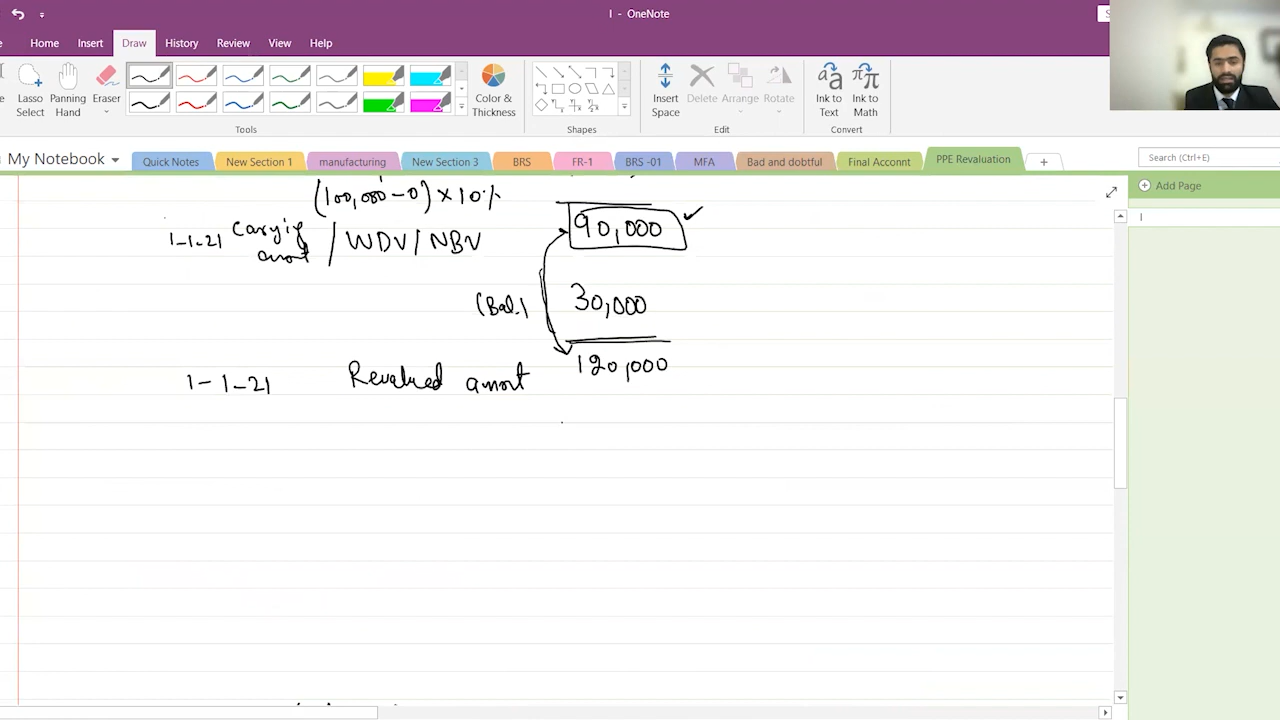 I - OneNote
Home Insert Draw History Review View Help
Lasso Select
Panning Hand
Eraser
Color & Thickness
Insert Space
Delete
Arrange
Rotate
Ink to Text
Ink to Math
Tools
Shapes
Edit
Convert
My Notebook
Quick Notes New Section 1 manufacturing New Section 3 BRS FR-1 BRS -01 MFA Bad and dobtful Final Acconnt PPE Revaluation +
Search (Ctrl+E)
Add Page
I
(100,000-0) × 10%
1-1-21 Carying amont / WDV / NBV 90,000
(Bal.) 30,000
120,000
1-1-21 Revalued amont